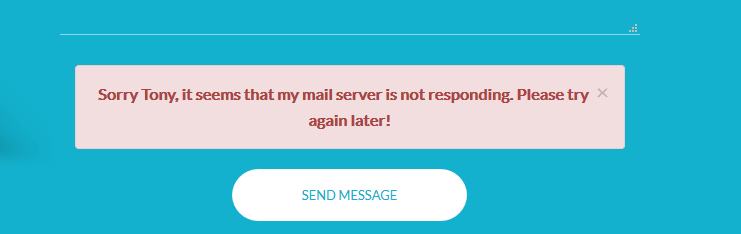 Sorry Tony, it seems that my mail server is not responding. Please try
again later!
SEND MESSAGE